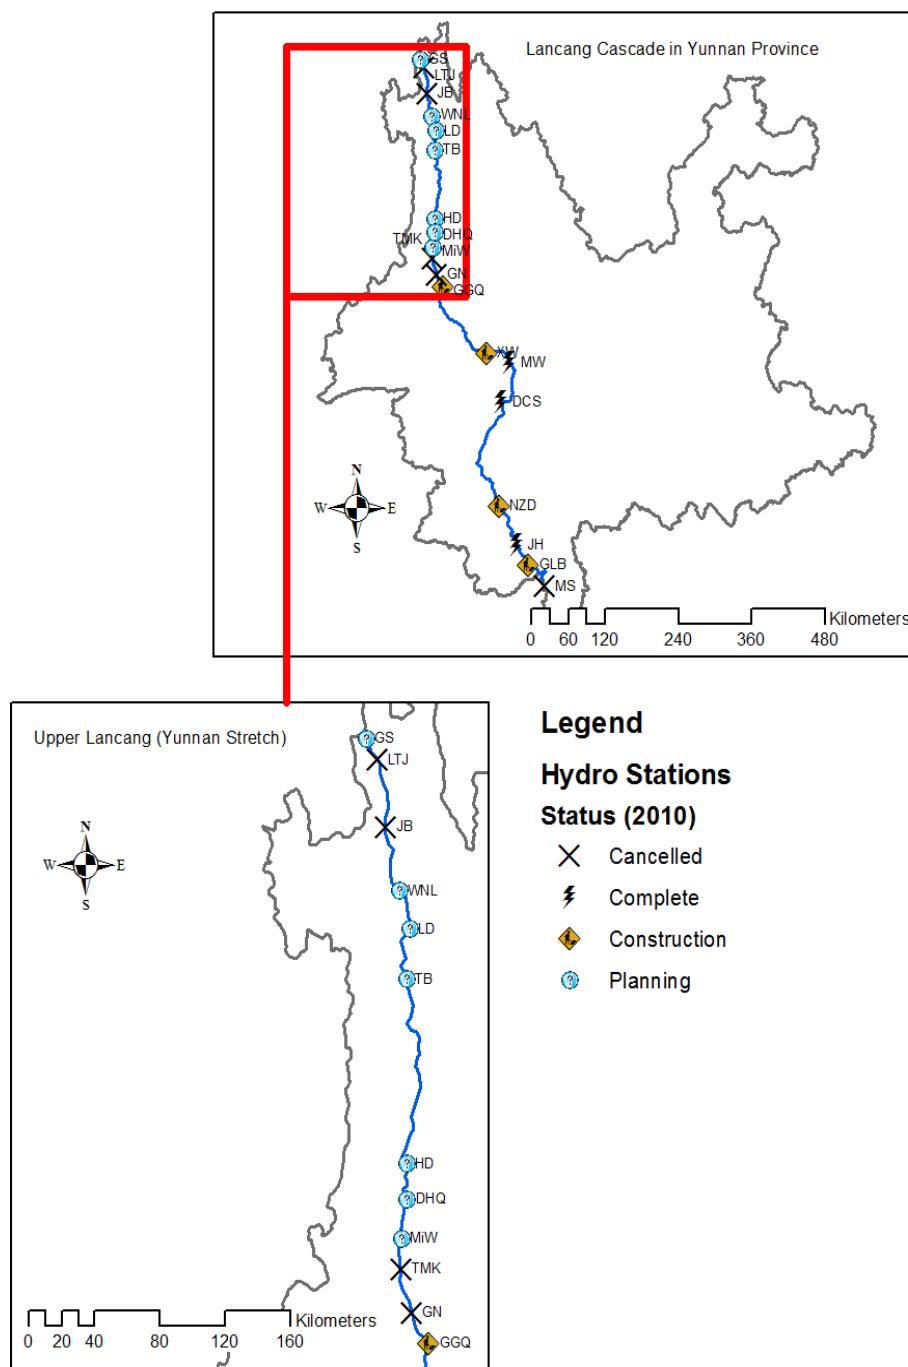 Lancang Cascade in Yunnan Province
GS
LTJ
JB
WNL
LD
TB
HD
DHQ
TMK
MiW
GN
GGQ
XW
MW
DCS
N
W E
S
NZD
JH
GLB
MS
Kilometers
0 60 120 240 360 480
Upper Lancang (Yunnan Stretch)
GS
LTJ
JB
N
W E
S
WNL
LD
TB
HD
DHQ
MiW
TMK
GN
GGQ
Kilometers
0 20 40 80 120 160
Legend
Hydro Stations
Status (2010)
Cancelled
Complete
Construction
? Planning